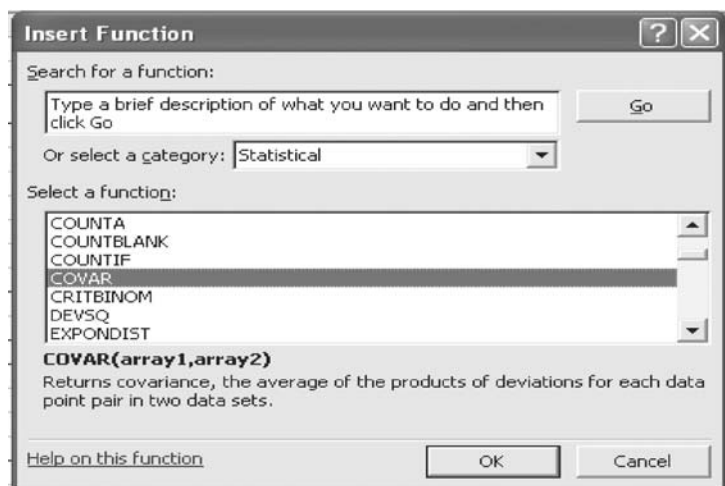 Insert Function
Search for a function:
Type a brief description of what you want to do and then
click Go
Go
Or select a category: Statistical
Select a function:
COUNTA
COUNTBLANK
COUNTIF
COVAR
CRITBINOM
DEVSQ
EXPONDIST
COVAR(array1,array2)
Returns covariance, the average of the products of deviations for each data
point pair in two data sets.
Help on this function
OK
Cancel